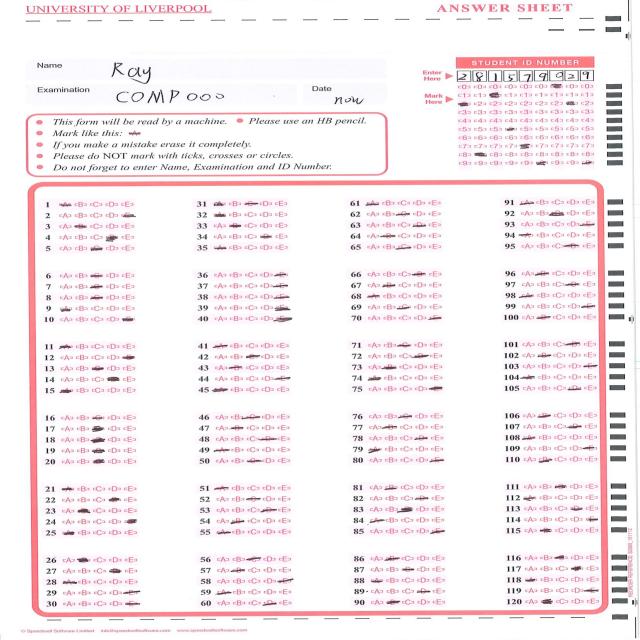 UNIVERSITY OF LIVERPOOL
ANSWER SHEET
Name Ray
Examination COMP000
Date now
STUDENT ID NUMBER
Enter Here
2 8 1 5 7 9 0 2 9
Mark Here
This form will be read by a machine. Please use an HB pencil.
Mark like this:
If you make a mistake erase it completely.
Please do NOT mark with ticks, crosses or circles.
Do not forget to enter Name, Examination and ID Number.
1 31 61 91
2 32 62 92
3 33 63 93
4 34 64 94
5 35 65 95
6 36 66 96
7 37 67 97
8 38 68 98
9 39 69 99
10 40 70 100
11 41 71 101
12 42 72 102
13 43 73 103
14 44 74 104
15 45 75 105
16 46 76 106
17 47 77 107
18 48 78 108
19 49 79 109
20 50 80 110
21 51 81 111
22 52 82 112
23 53 83 113
24 54 84 114
25 55 85 115
26 56 86 116
27 57 87 117
28 58 88 118
29 59 89 119
30 60 90 120
© Speedwell Software Limited info@speedwellsoftware.com www.speedwellsoftware.com